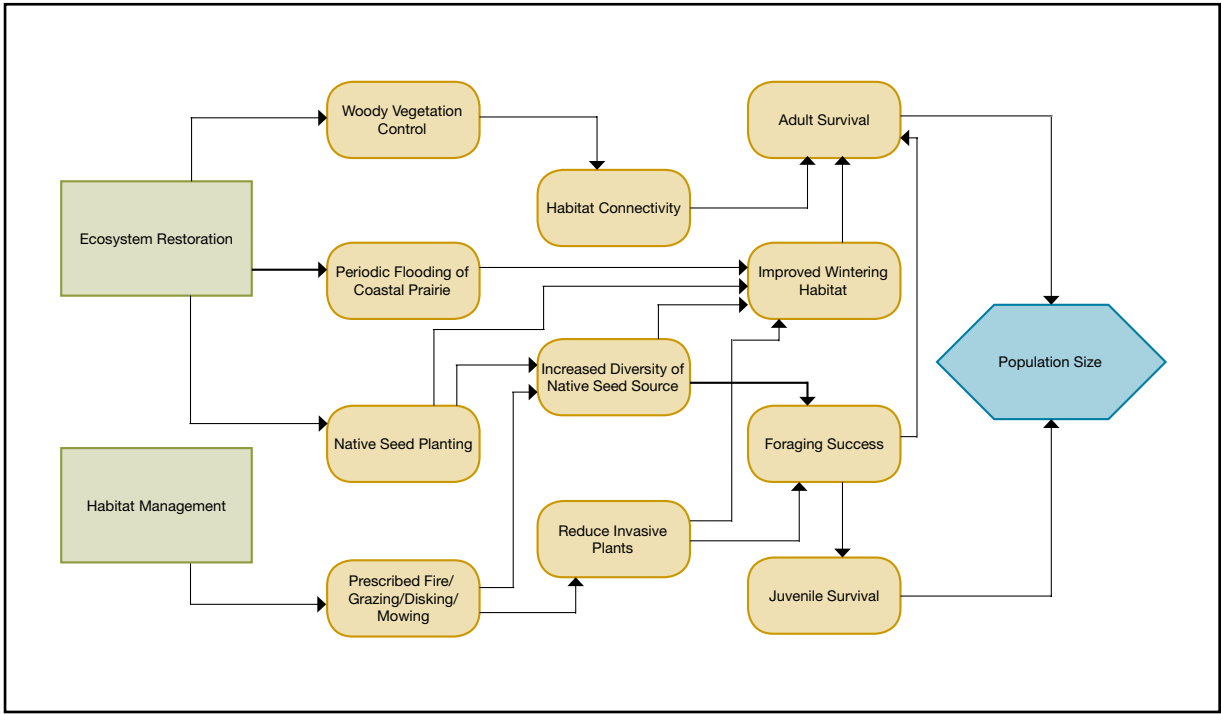 Woody Vegetation
Control
Adult Survival
Habitat Connectivity
Ecosystem Restoration
Periodic Flooding of
Coastal Prairie
Improved Wintering
Habitat
Increased Diversity of
Native Seed Source
Population Size
Native Seed Planting
Foraging Success
Habitat Management
Reduce Invasive
Plants
Prescribed Fire/
Grazing/Disking/
Mowing
Juvenile Survival